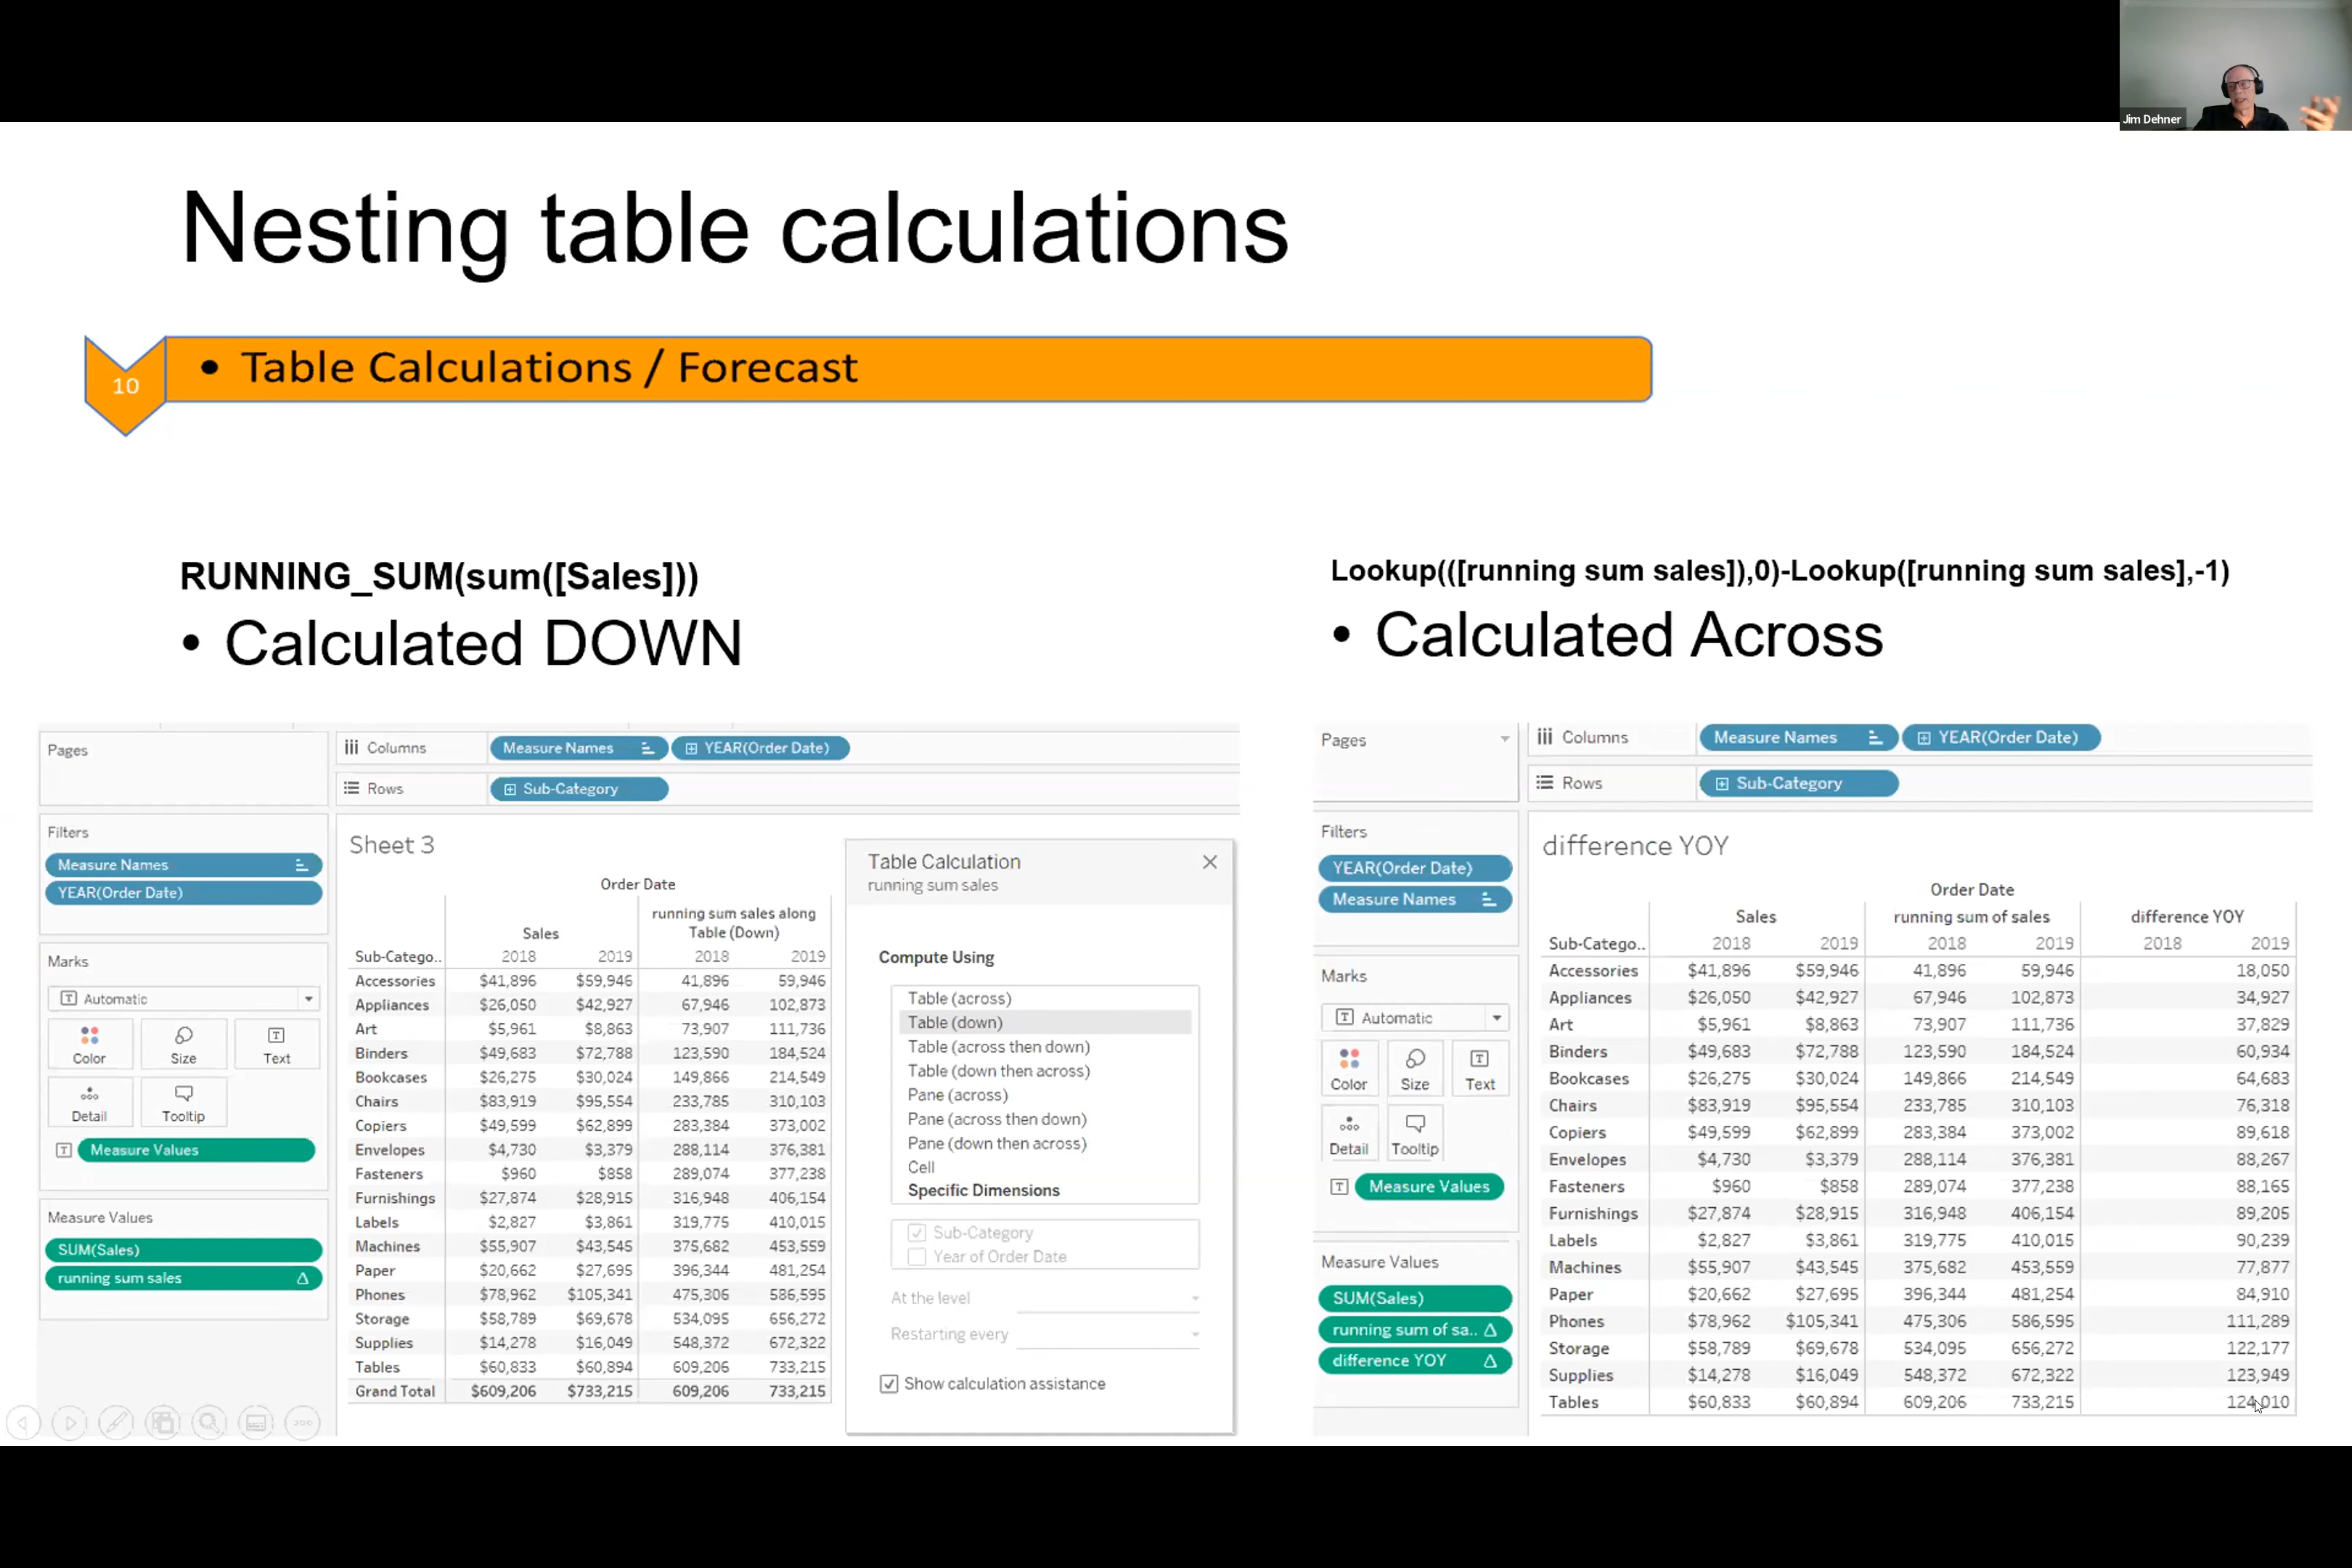 Jim Dehner
Nesting table calculations
10
• Table Calculations / Forecast
RUNNING_SUM(sum([Sales]))
• Calculated DOWN
Pages
Columns Measure Names YEAR(Order Date)
Rows Sub-Category
Filters
Measure Names
YEAR(Order Date)
Marks
Automatic
Color Size Text
Detail Tooltip
Measure Values
Measure Values
SUM(Sales)
running sum sales
Sheet 3
Order Date
Sales running sum sales along
Table (Down)
Sub-Catego.. 2018 2019 2018 2019
Accessories $41,896 $59,946 41,896 59,946
Appliances $26,050 $42,927 67,946 102,873
Art $5,961 $8,863 73,907 111,736
Binders $49,683 $72,788 123,590 184,524
Bookcases $26,275 $30,024 149,866 214,549
Chairs $83,919 $95,554 233,785 310,103
Copiers $49,599 $62,899 283,384 373,002
Envelopes $4,730 $3,379 288,114 376,381
Fasteners $960 $858 289,074 377,238
Furnishings $27,874 $28,915 316,948 406,154
Labels $2,827 $3,861 319,775 410,015
Machines $55,907 $43,545 375,682 453,559
Paper $20,662 $27,695 396,344 481,254
Phones $78,962 $105,341 475,306 586,595
Storage $58,789 $69,678 534,095 656,272
Supplies $14,278 $16,049 548,372 672,322
Tables $60,833 $60,894 609,206 733,215
Grand Total $609,206 $733,215 609,206 733,215
Table Calculation
running sum sales
Compute Using
Table (across)
Table (down)
Table (across then down)
Table (down then across)
Pane (across)
Pane (across then down)
Pane (down then across)
Cell
Specific Dimensions
Sub-Category
Year of Order Date
At the level
Restarting every
Show calculation assistance
Lookup(([running sum sales]),0)-Lookup([running sum sales],-1)
• Calculated Across
Pages
Columns Measure Names YEAR(Order Date)
Rows Sub-Category
Filters
YEAR(Order Date)
Measure Names
Marks
Automatic
Color Size Text
Detail Tooltip
Measure Values
Measure Values
SUM(Sales)
running sum of sa..
difference YOY
difference YOY
Order Date
Sales running sum of sales difference YOY
Sub-Catego.. 2018 2019 2018 2019 2018 2019
Accessories $41,896 $59,946 41,896 59,946 18,050
Appliances $26,050 $42,927 67,946 102,873 34,927
Art $5,961 $8,863 73,907 111,736 37,829
Binders $49,683 $72,788 123,590 184,524 60,934
Bookcases $26,275 $30,024 149,866 214,549 64,683
Chairs $83,919 $95,554 233,785 310,103 76,318
Copiers $49,599 $62,899 283,384 373,002 89,618
Envelopes $4,730 $3,379 288,114 376,381 88,267
Fasteners $960 $858 289,074 377,238 88,165
Furnishings $27,874 $28,915 316,948 406,154 89,205
Labels $2,827 $3,861 319,775 410,015 90,239
Machines $55,907 $43,545 375,682 453,559 77,877
Paper $20,662 $27,695 396,344 481,254 84,910
Phones $78,962 $105,341 475,306 586,595 111,289
Storage $58,789 $69,678 534,095 656,272 122,177
Supplies $14,278 $16,049 548,372 672,322 123,949
Tables $60,833 $60,894 609,206 733,215 124,010